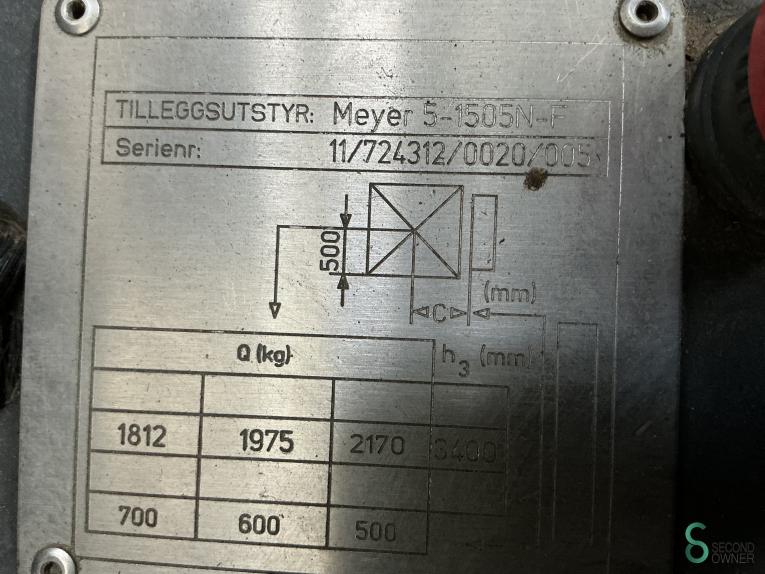 TILLEGGSUTSTYR: Meyer 5-1505N-F
Serienr: 11/724312/0020/005
500
(mm)
C
Q (kg) h3 (mm)
1812 1975 2170 3400
700 600 500
SECOND
OWNER